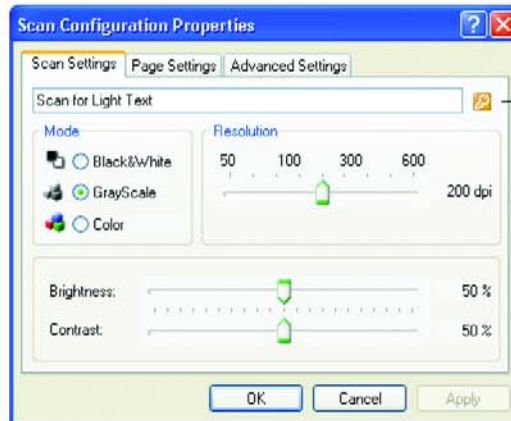 Scan Configuration Properties
Scan Settings Page Settings Advanced Settings
Scan for Light Text
Mode
Black&White
GrayScale
Color
Resolution
50 100 300 600
200 dpi
Brightness: 50 %
Contrast: 50 %
OK Cancel Apply